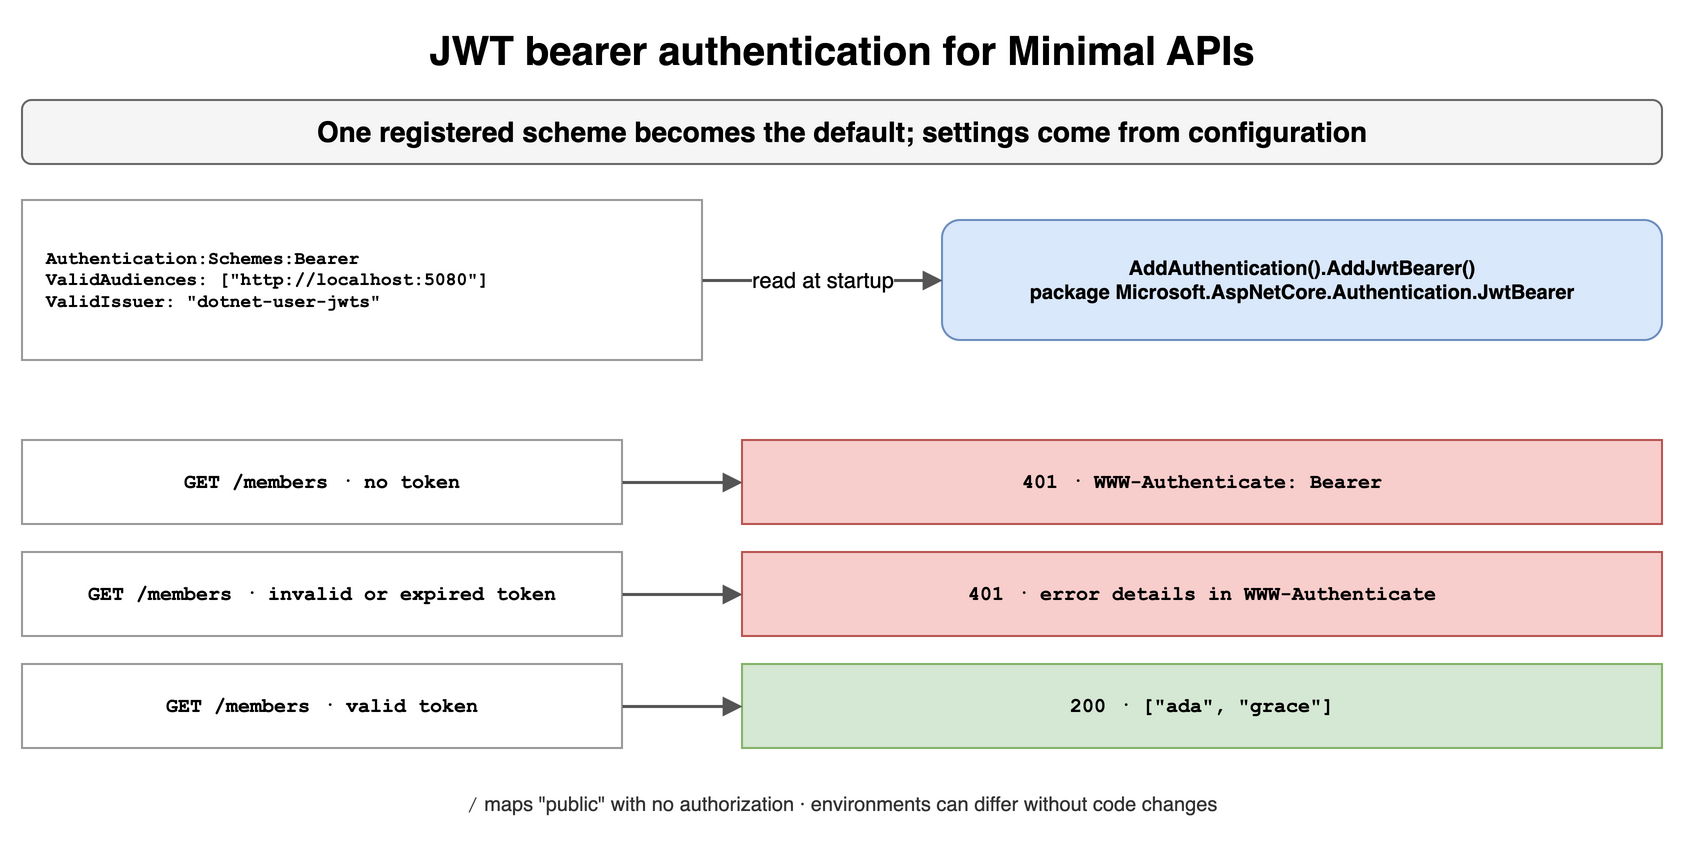 JWT bearer authentication for Minimal APIs
One registered scheme becomes the default; settings come from configuration
Authentication:Schemes:Bearer
ValidAudiences: ["http://localhost:5080"]
ValidIssuer: "dotnet-user-jwts"
read at startup
AddAuthentication().AddJwtBearer()
package Microsoft.AspNetCore.Authentication.JwtBearer
GET /members · no token
401 · WWW-Authenticate: Bearer
GET /members · invalid or expired token
401 · error details in WWW-Authenticate
GET /members · valid token
200 · ["ada", "grace"]
/ maps "public" with no authorization · environments can differ without code changes